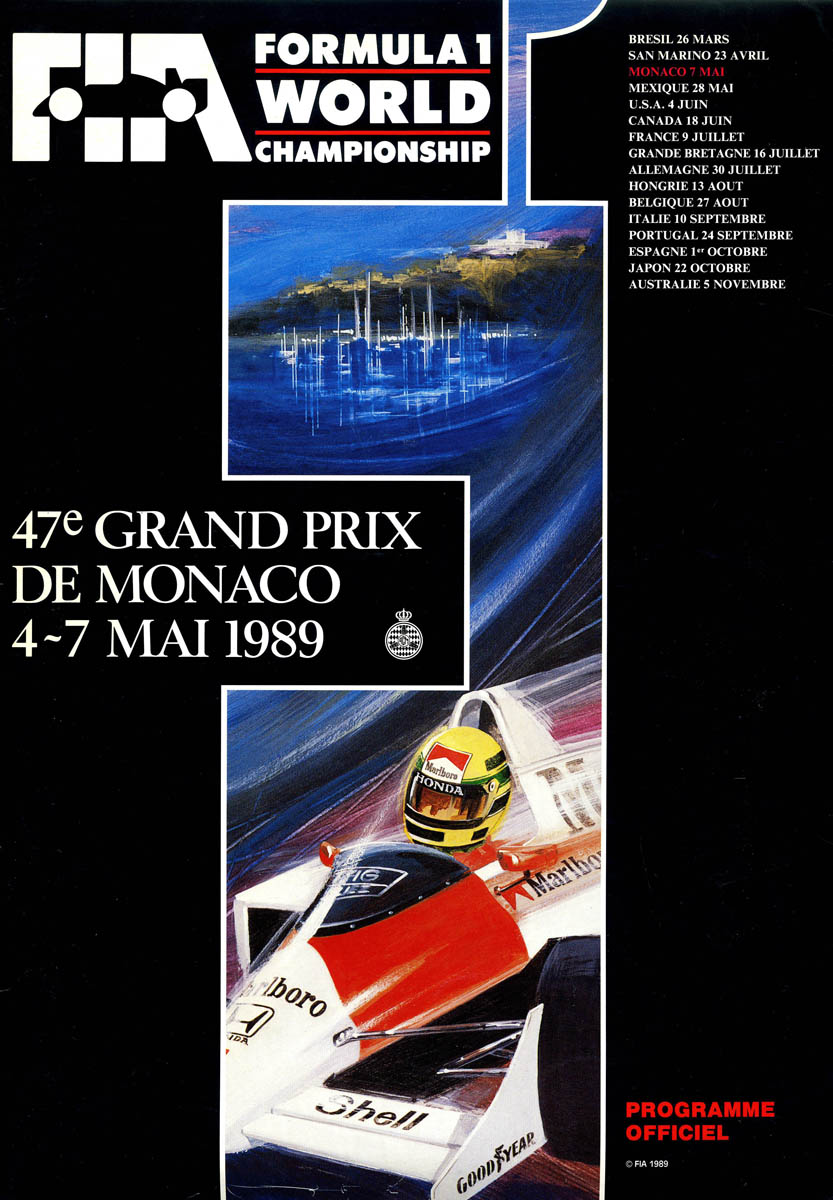 FIA
FORMULA 1
WORLD
CHAMPIONSHIP
BRESIL 26 MARS
SAN MARINO 23 AVRIL
MONACO 7 MAI
MEXIQUE 28 MAI
U.S.A. 4 JUIN
CANADA 18 JUIN
FRANCE 9 JUILLET
GRANDE BRETAGNE 16 JUILLET
ALLEMAGNE 30 JUILLET
HONGRIE 13 AOUT
BELGIQUE 27 AOUT
ITALIE 10 SEPTEMBRE
PORTUGAL 24 SEPTEMBRE
ESPAGNE 1er OCTOBRE
JAPON 22 OCTOBRE
AUSTRALIE 5 NOVEMBRE
47e GRAND PRIX
DE MONACO
4~7 MAI 1989
Marlboro
HONDA
Marlbo
arlboro
Shell
GOODYEAR
PROGRAMME
OFFICIEL
© FIA 1989